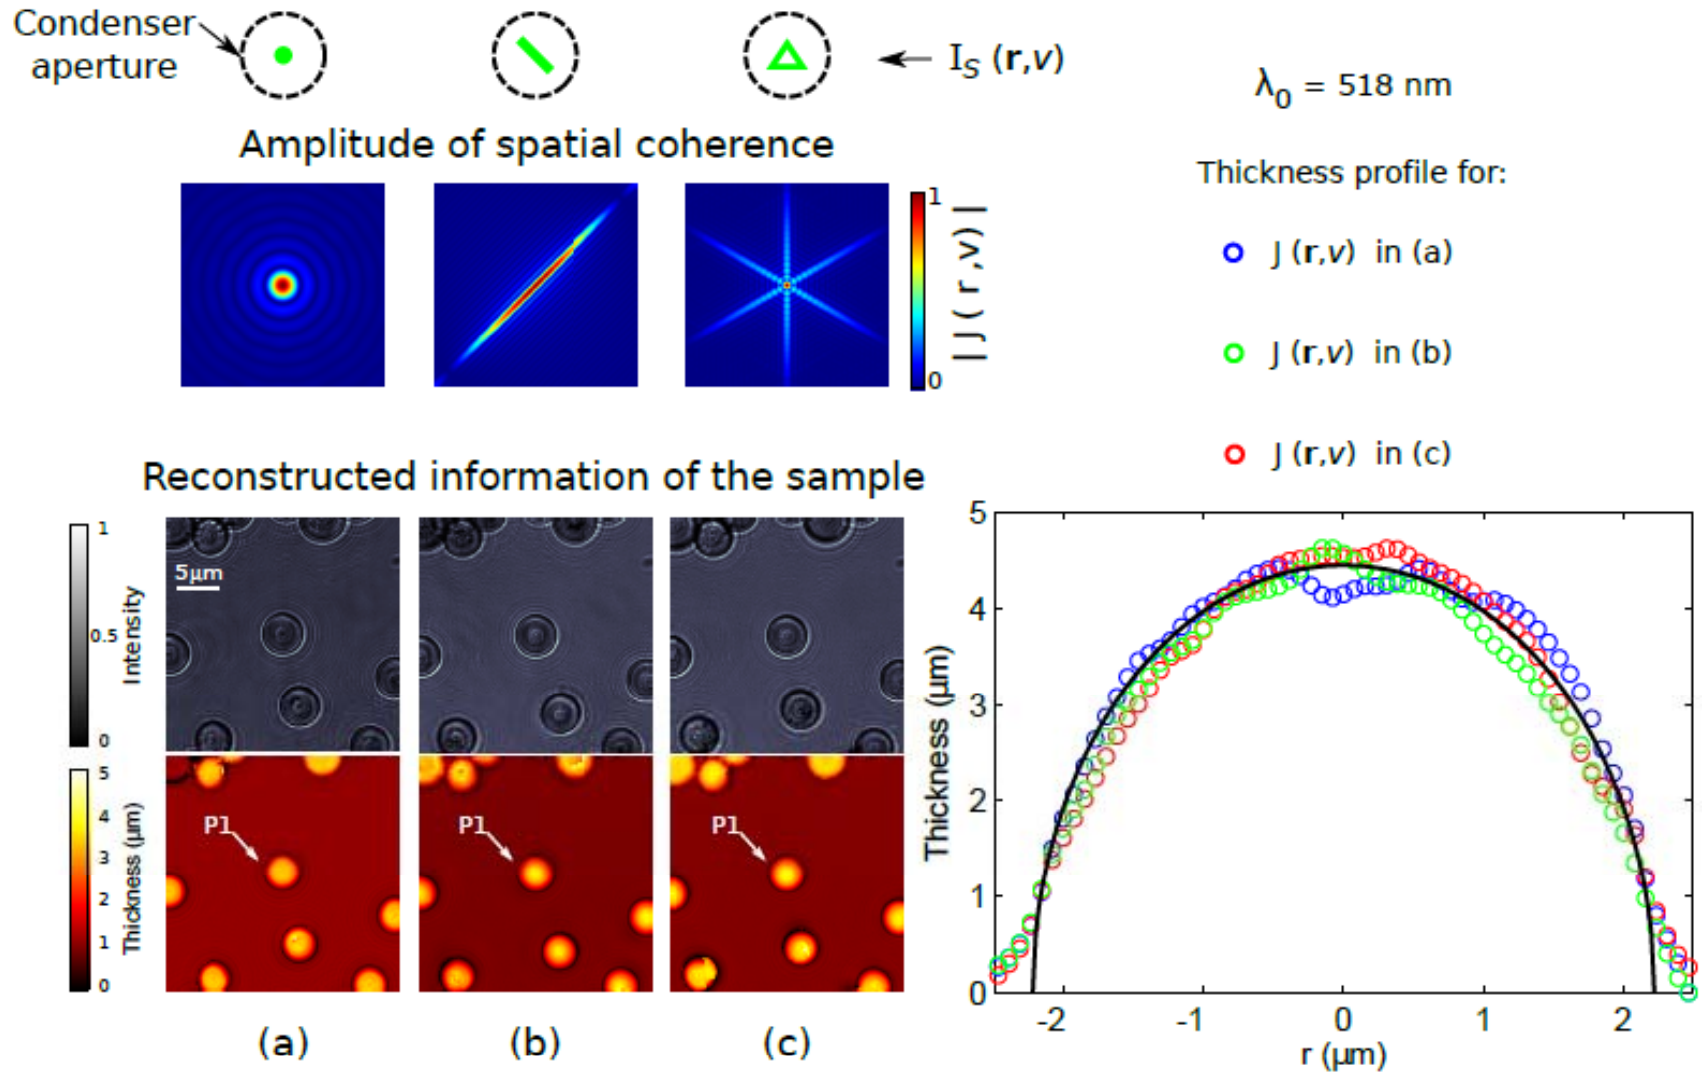 Condenser
aperture
I_S (r,v)
λ_0 = 518 nm
Amplitude of spatial coherence
Thickness profile for:
1
0
| J ( r ,v) |
J (r,v) in (a)
J (r,v) in (b)
J (r,v) in (c)
Reconstructed information of the sample
1
0.5
0
Intensity
5μm
5
4
3
2
1
0
Thickness (μm)
P1
P1
P1
(a)
(b)
(c)
5
4
3
2
1
0
Thickness (μm)
-2
-1
0
1
2
r (μm)